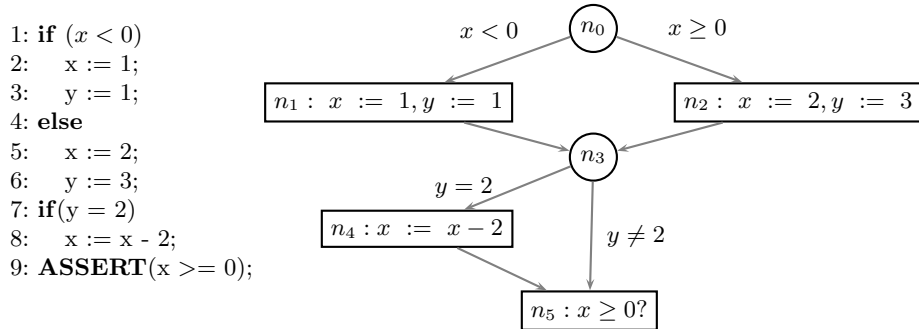 1: if (x < 0)
2: x := 1;
3: y := 1;
4: else
5: x := 2;
6: y := 3;
7: if(y = 2)
8: x := x - 2;
9: ASSERT(x >= 0);
n₀
x < 0
x ≥ 0
n₁ : x := 1, y := 1
n₂ : x := 2, y := 3
n₃
y = 2
n₄ : x := x − 2
y ≠ 2
n₅ : x ≥ 0?